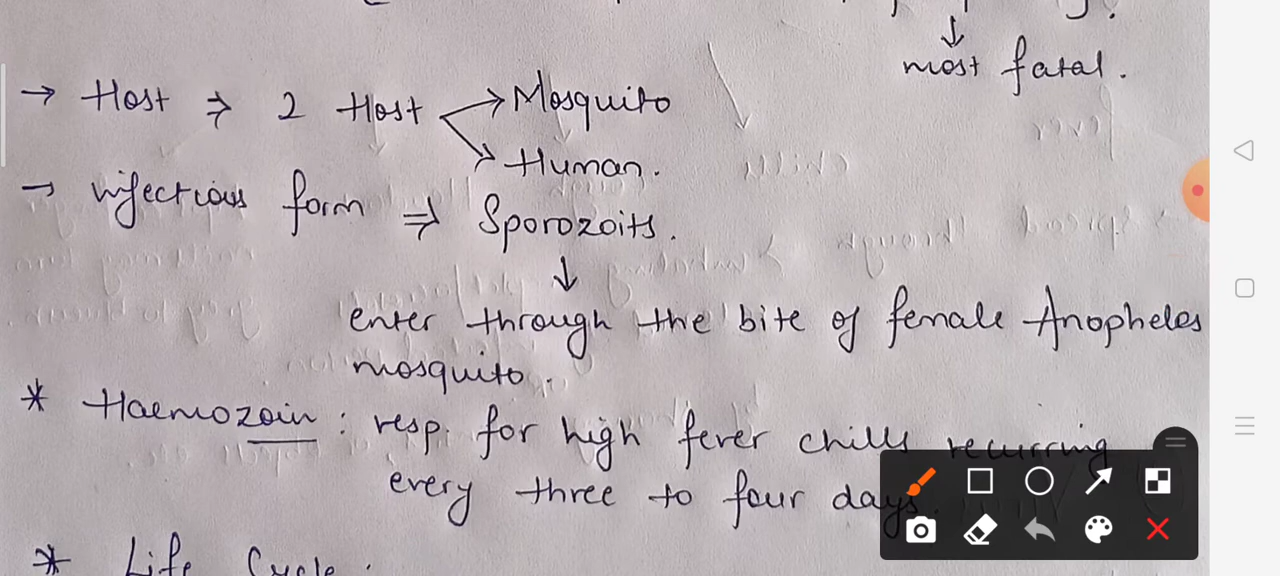 most fatal.
→ Host ⇒ 2 Host → Mosquito
→ Human.
→ Infectious form ⇒ Sporozoits.
↓
enter through the bite of female Anopheles
mosquito.
* Haemozoin : resp. for high fever chills recurring
every three to four days.
* Life Cycle.